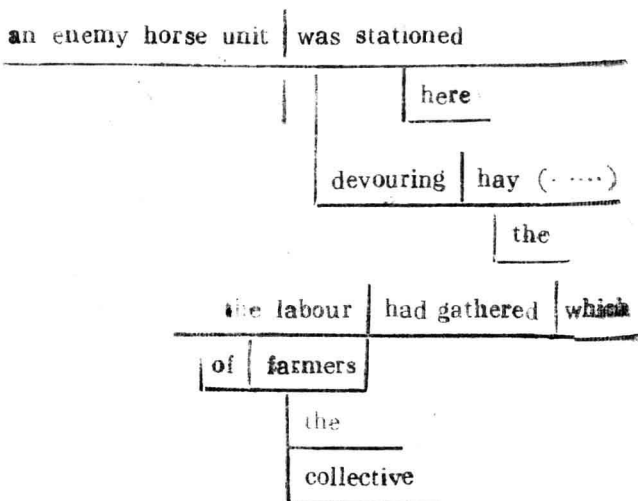 an enemy horse unit was stationed
here
devouring hay (· ····)
the
the labour had gathered which
of farmers
the
collective